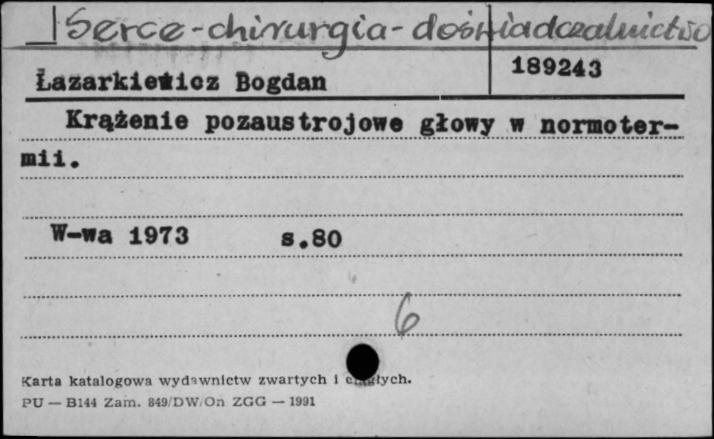 Serce-chirurgia-doświadczalnictwo
Łazarkiewicz Bogdan
189243
Krążenie pozaustrojowe głowy w normoter-
mii.
W-wa 1973 s.80
6
Karta katalogowa wydawnictw zwartych i ciągłych.
PU — B144 Zam. 849/DW/On ZGG — 1991